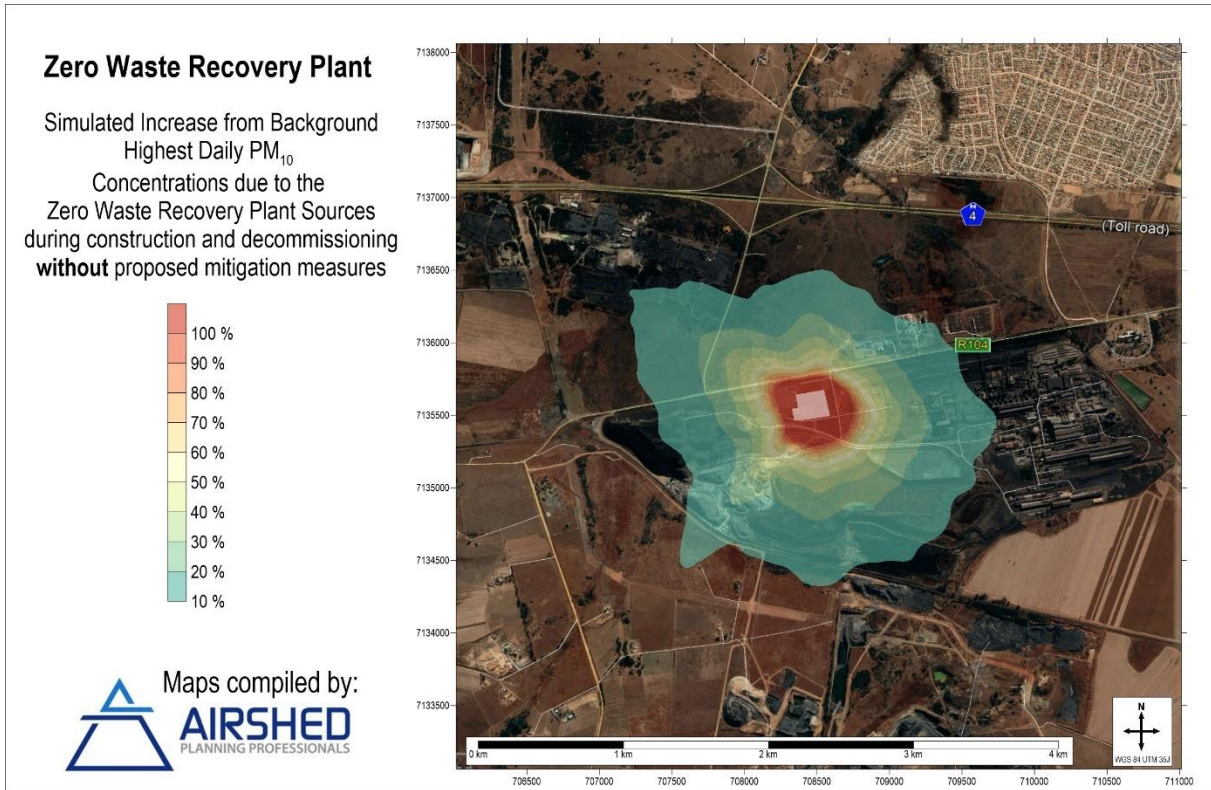 Zero Waste Recovery Plant
Simulated Increase from Background
Highest Daily PM₁₀
Concentrations due to the
Zero Waste Recovery Plant Sources
during construction and decommissioning
without proposed mitigation measures
100 %
90 %
80 %
70 %
60 %
50 %
40 %
30 %
20 %
10 %
Maps compiled by:
AIRSHED
PLANNING PROFESSIONALS
7138000
7137500
7137000
7136500
7136000
7135500
7135000
7134500
7134000
7133500
N
4
(Toll road)
R104
0 km
1 km
2 km
3 km
4 km
N
WGS 84 UTM 35J
706500
707000
707500
708000
708500
709000
709500
710000
710500
711000